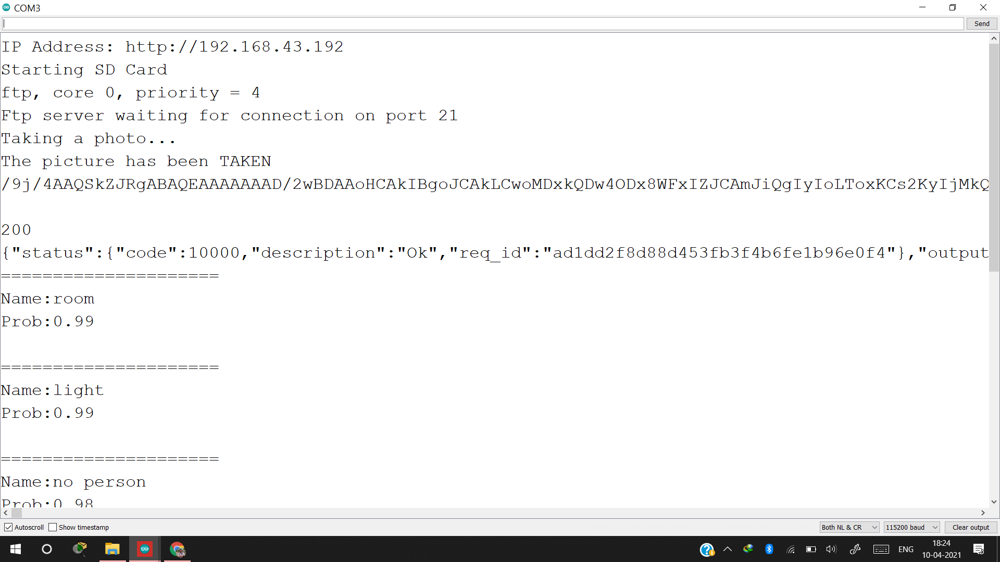 COM3
Send
IP Address: http://192.168.43.192
Starting SD Card
ftp, core 0, priority = 4
Ftp server waiting for connection on port 21
Taking a photo...
The picture has been TAKEN
/9j/4AAQSkZJRgABAQEAAAAAAAD/2wBDAAoHCAkIBgoJCAkLCwoMDxkQDw4ODx8WFxIZJCAmJiQgIyIoLToxKCs2KyIjMkQ
200
{"status":{"code":10000,"description":"Ok","req_id":"ad1dd2f8d88d453fb3f4b6fe1b96e0f4"},"output
=====================
Name:room
Prob:0.99
=====================
Name:light
Prob:0.99
=====================
Name:no person
Prob:0.98
Autoscroll Show timestamp Both NL & CR 115200 baud Clear output
ENG 18:24
10-04-2021